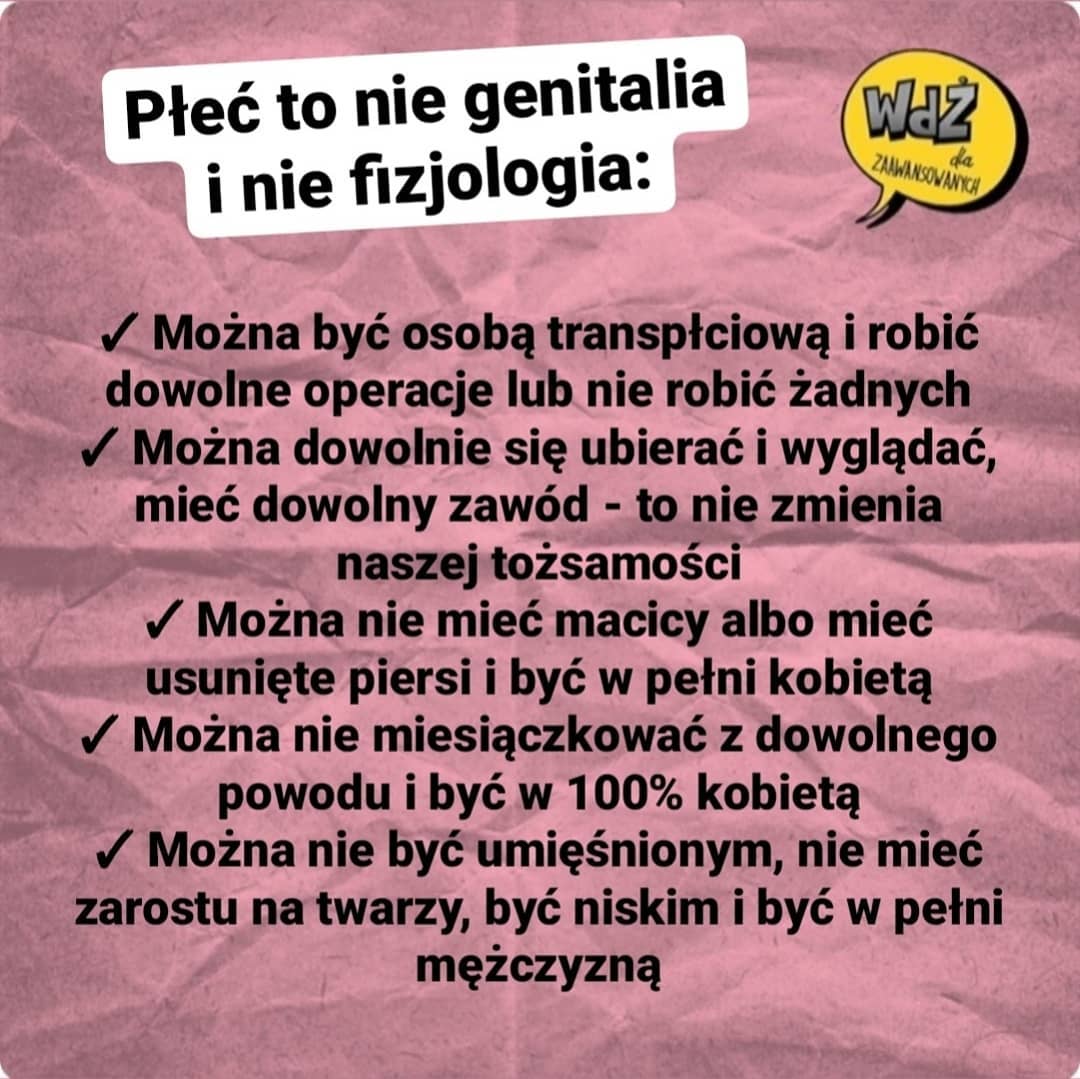 Płeć to nie genitalia
i nie fizjologia:
WdŻ
dla
ZAAWANSOWANYCH
✓ Można być osobą transpłciową i robić
dowolne operacje lub nie robić żadnych
✓ Można dowolnie się ubierać i wyglądać,
mieć dowolny zawód - to nie zmienia
naszej tożsamości
✓ Można nie mieć macicy albo mieć
usunięte piersi i być w pełni kobietą
✓ Można nie miesiączkować z dowolnego
powodu i być w 100% kobietą
✓ Można nie być umięśnionym, nie mieć
zarostu na twarzy, być niskim i być w pełni
mężczyzną